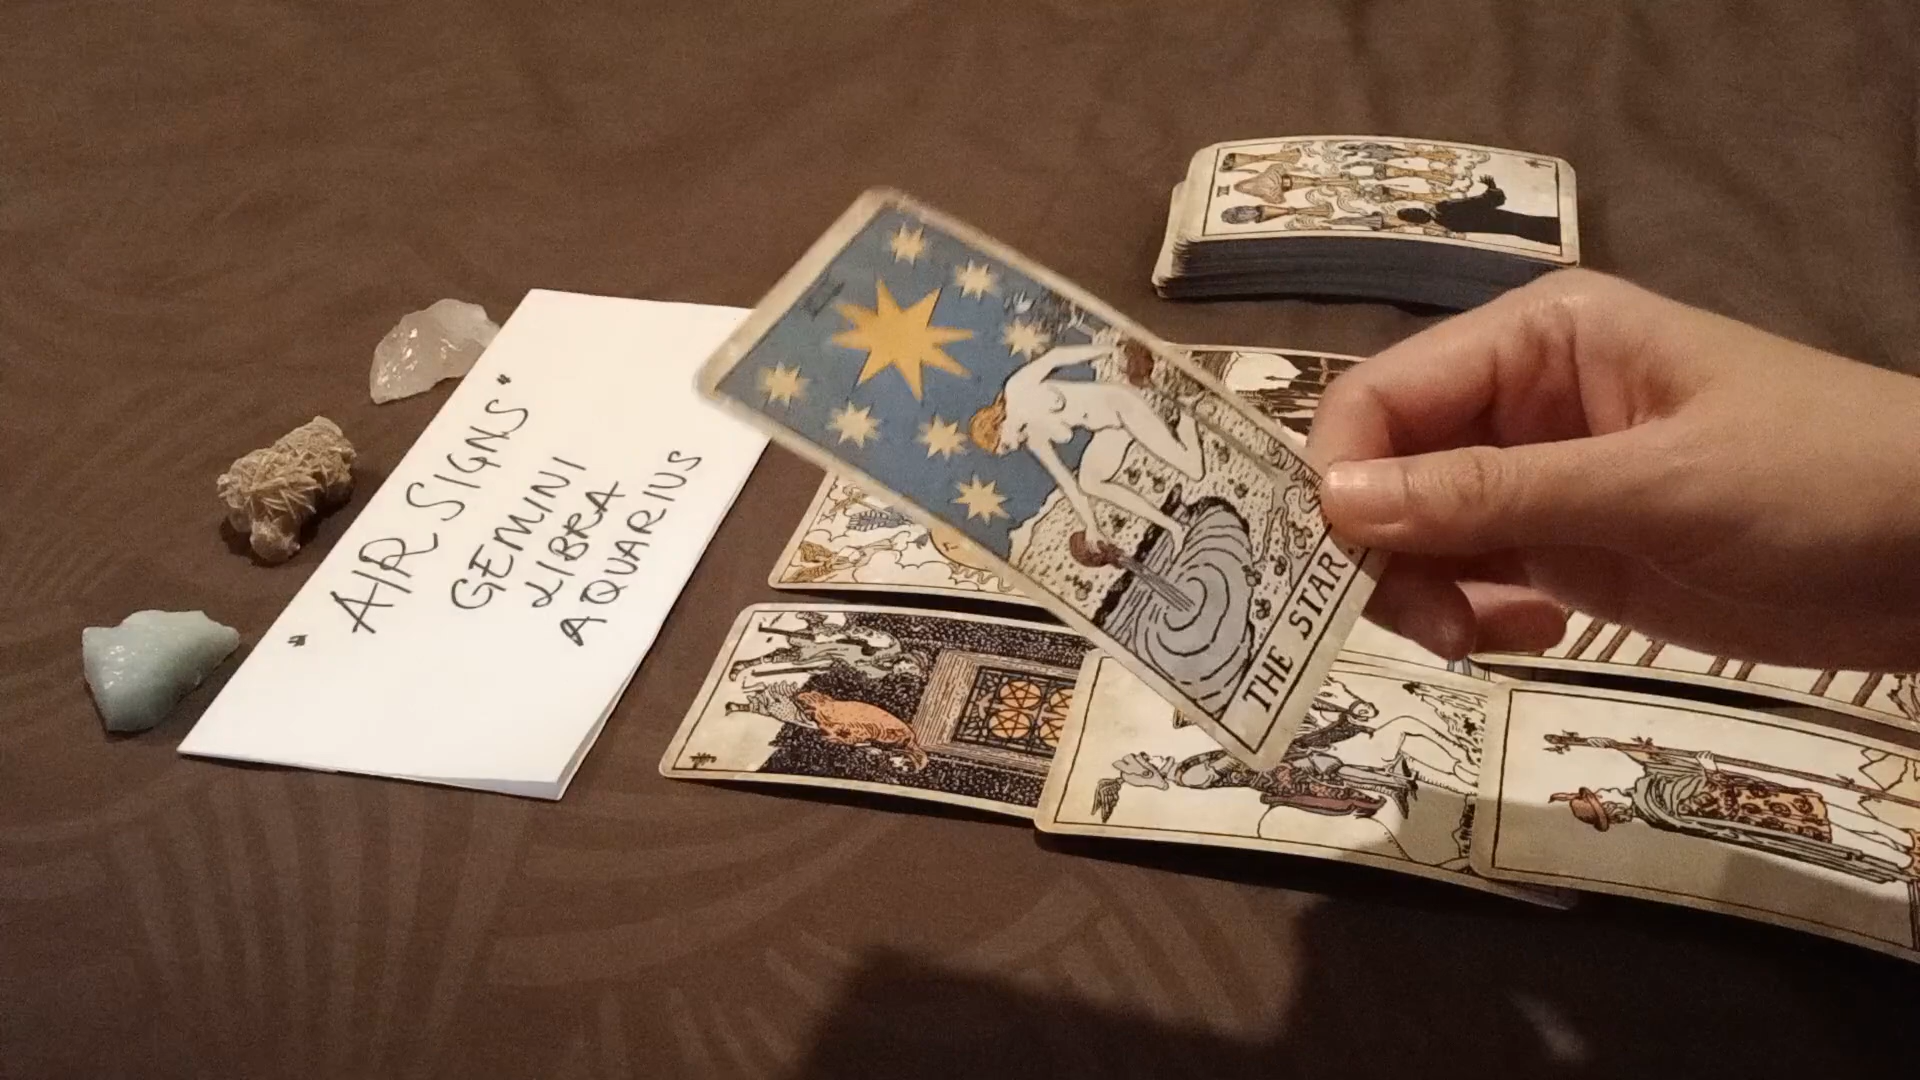 "AIR SIGNS"
GEMINI
LIBRA
AQUARIUS
THE STAR.